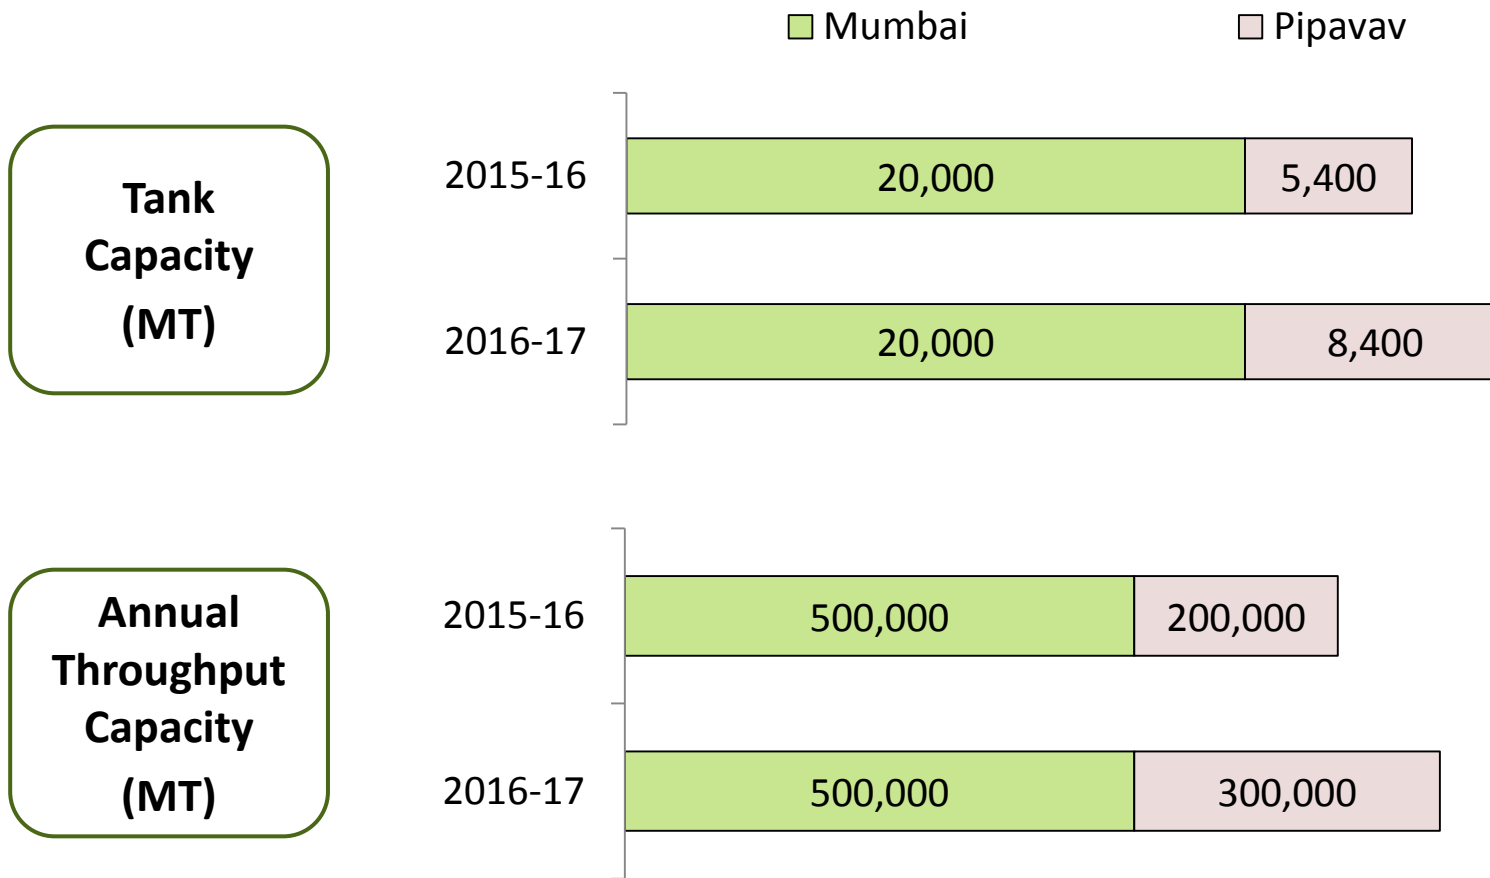 Mumbai
Pipavav
Tank
Capacity
(MT)
2015-16
20,000
5,400
2016-17
20,000
8,400
Annual
Throughput
Capacity
(MT)
2015-16
500,000
200,000
2016-17
500,000
300,000